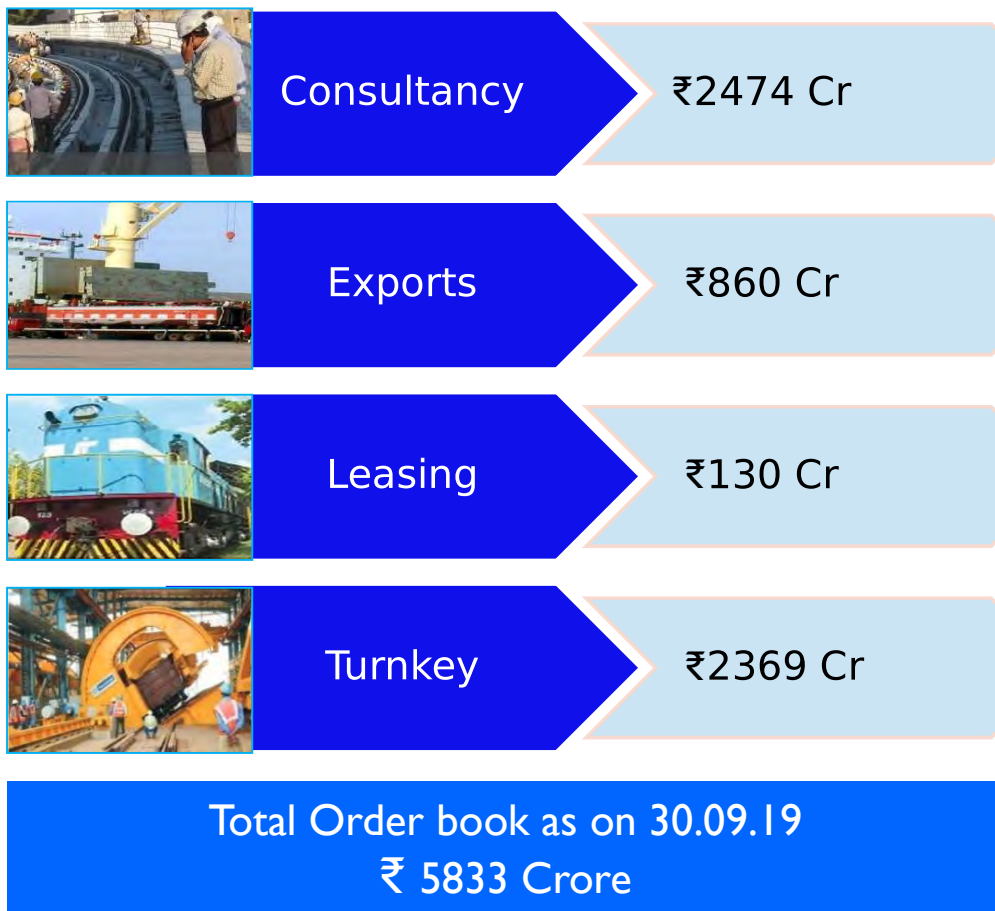 Consultancy
₹2474 Cr
Exports
₹860 Cr
Leasing
₹130 Cr
Turnkey
₹2369 Cr
Total Order book as on 30.09.19
₹ 5833 Crore